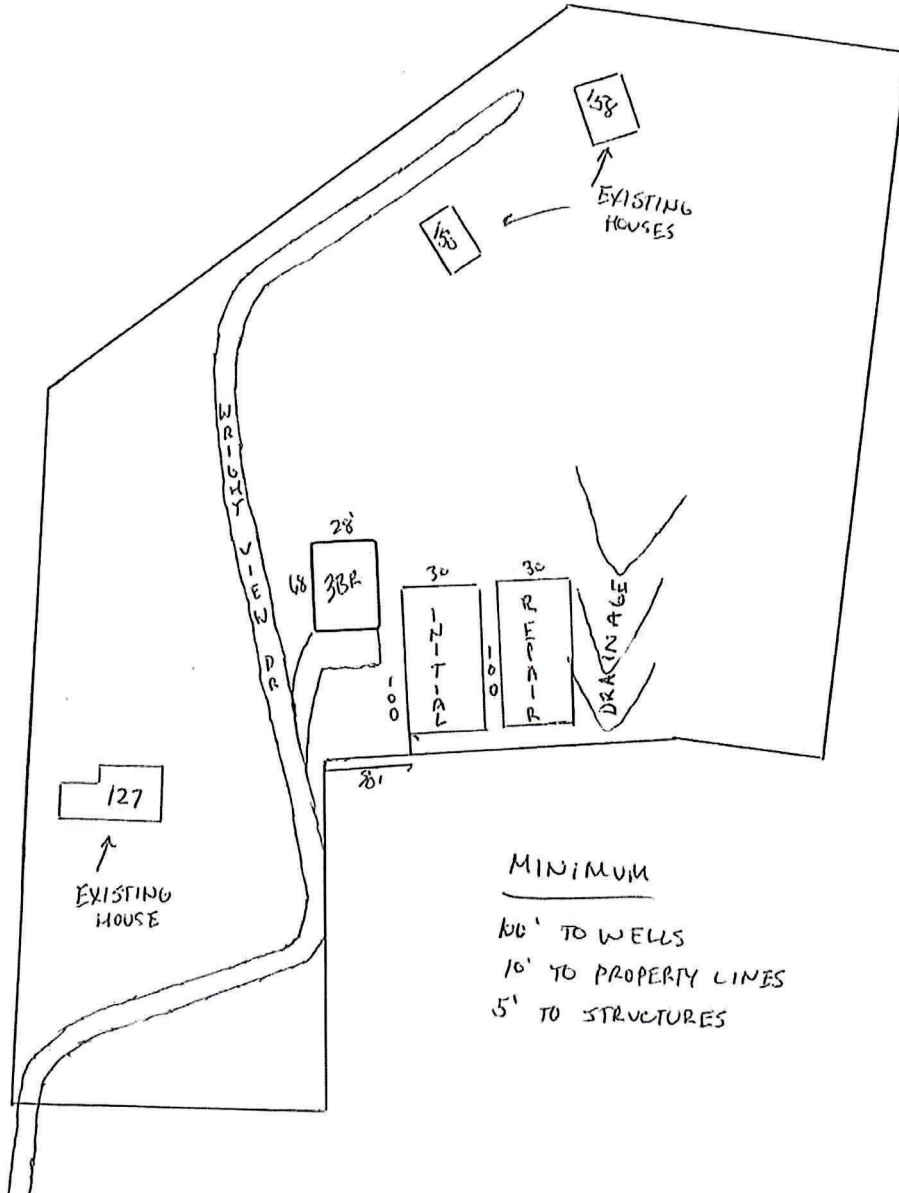 158
EXISTING
HOUSES
150
WRIGHT VIEW DR
28'
68
3BR
30
30
100
INITIAL
100
REPAIR
DRAINAGE
127
EXISTING
HOUSE
MINIMUM
100' TO WELLS
10' TO PROPERTY LINES
5' TO STRUCTURES